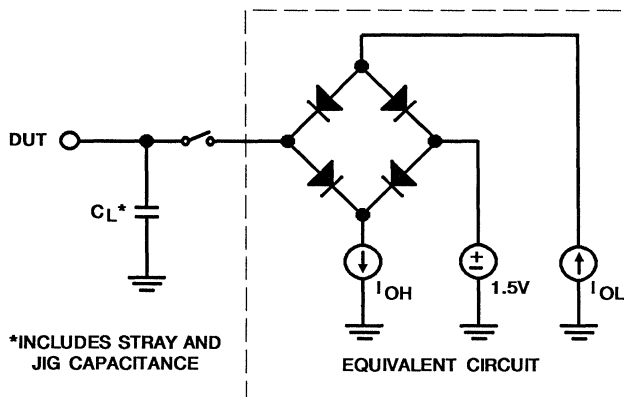 DUT
CL*
IOH
+
−
1.5V
IOL
*INCLUDES STRAY AND
JIG CAPACITANCE
EQUIVALENT CIRCUIT